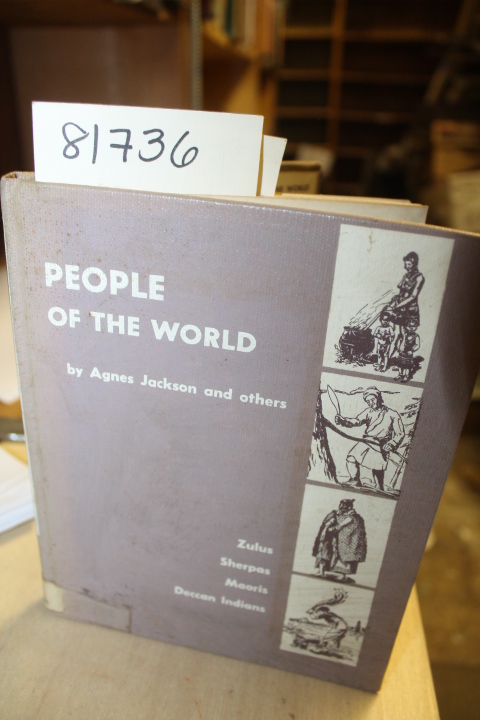 81736
PEOPLE
OF THE WORLD
by Agnes Jackson and others
Zulus
Sherpas
Maoris
Deccan Indians